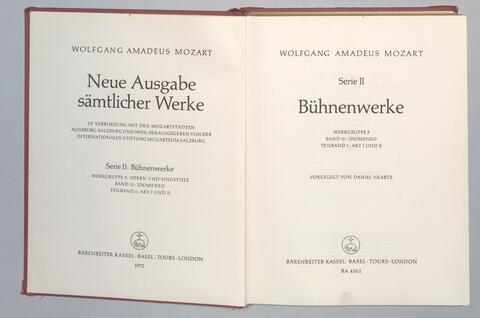 WOLFGANG AMADEUS MOZART
Neue Ausgabe
sämtlicher Werke
IN VERBINDUNG MIT DEN MOZARTSTÄDTEN
AUGSBURG, SALZBURG UND WIEN HERAUSGEGEBEN VON DER
INTERNATIONALEN STIFTUNG MOZARTEUM SALZBURG
Serie II: Bühnenwerke
WERKGRUPPE 5: OPERN UND SINGSPIELE
BAND 11: IDOMENEO
TEILBAND 1: AKT I UND II
BÄRENREITER KASSEL · BASEL · TOURS · LONDON
1972
WOLFGANG AMADEUS MOZART
Serie II
Bühnenwerke
WERKGRUPPE 5
BAND 11: IDOMENEO
TEILBAND 1: AKT I UND II
VORGELEGT VON DANIEL HEARTZ
BÄRENREITER KASSEL · BASEL · TOURS · LONDON
BA 4562